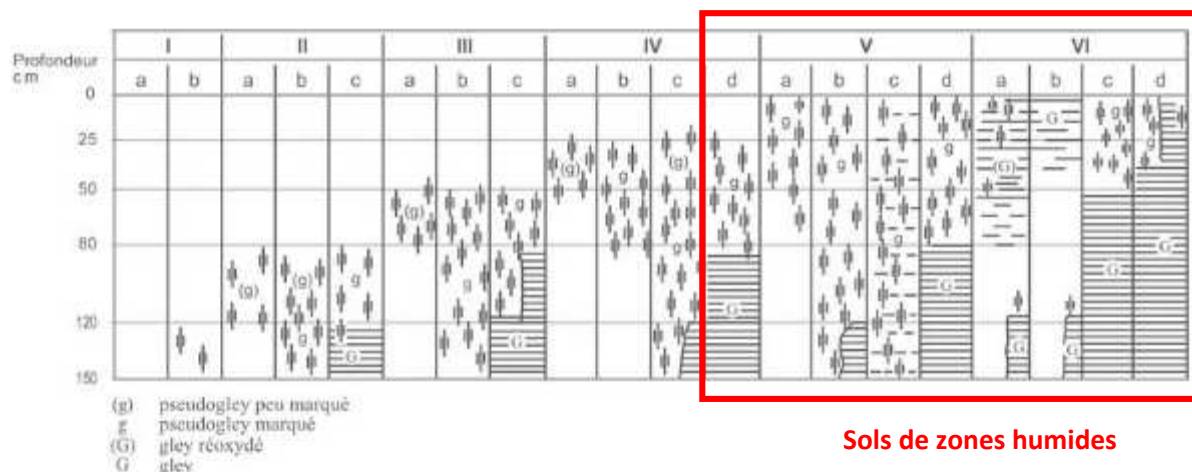 I II III IV V VI
Profondeur
cm
a b a b c a b c a b c d a b c d a b c d
0
g g G g
25
(g) g (g) g g g g
(G)
50
(g) g g
80
g
(g) (g) g g g G G G
120
g G G G G
150
(g) pseudogley peu marqué
g pseudogley marqué
(G) gley réoxydé
G gley
Sols de zones humides